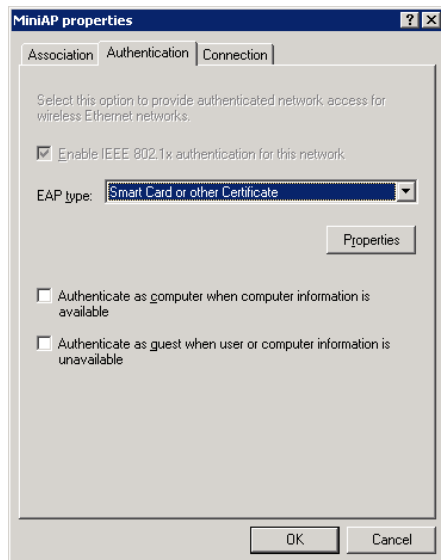 MiniAP properties
Association Authentication Connection
Select this option to provide authenticated network access for
wireless Ethernet networks.
Enable IEEE 802.1x authentication for this network
EAP type: Smart Card or other Certificate
Properties
Authenticate as computer when computer information is
available
Authenticate as guest when user or computer information is
unavailable
OK Cancel